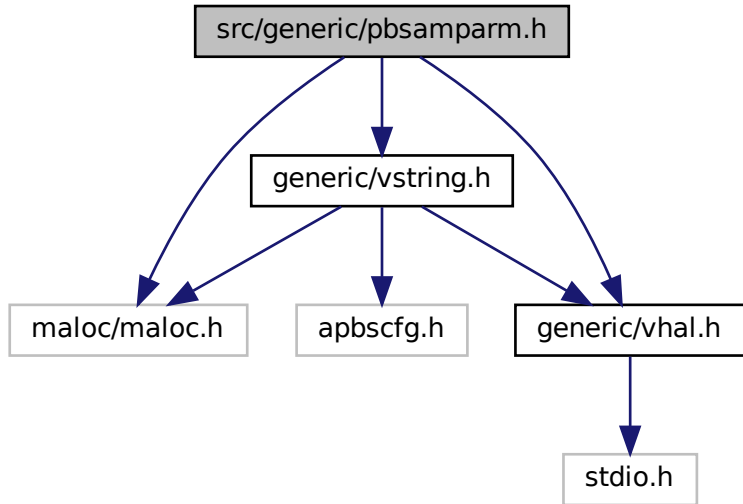 src/generic/pbsamparm.h
generic/vstring.h
maloc/maloc.h
apbscfg.h
generic/vhal.h
stdio.h